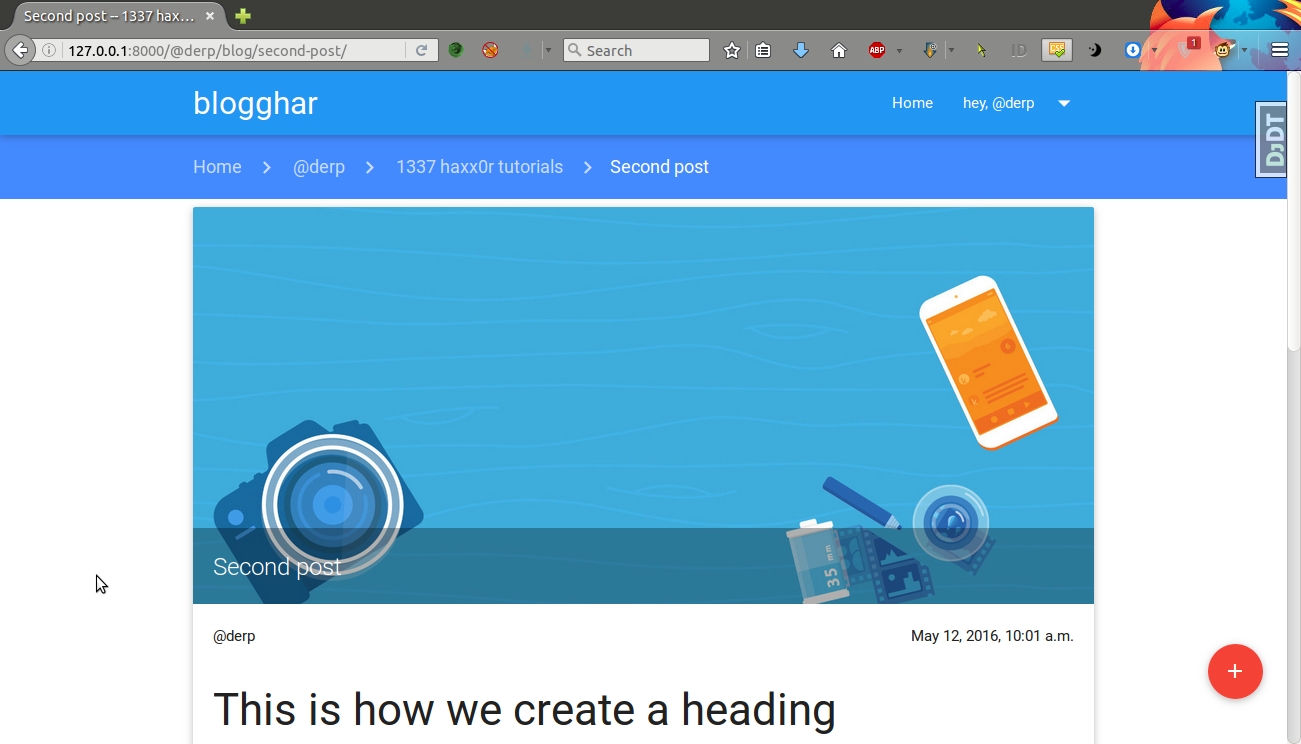 Second post – 1337 hax...
127.0.0.1:8000/@derp/blog/second-post/
Search
ABP
ID
1
blogghar
Home
hey, @derp
DjDT
Home
@derp
1337 haxx0r tutorials
Second post
35 mm
Second post
@derp
May 12, 2016, 10:01 a.m.
This is how we create a heading